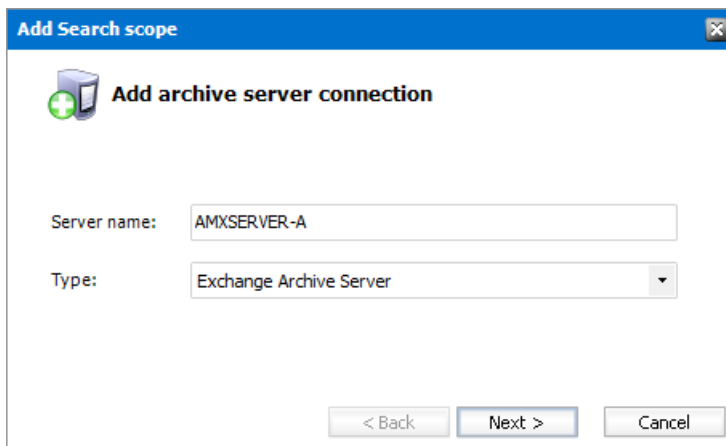 Add Search scope
Add archive server connection
Server name: AMXSERVER-A
Type: Exchange Archive Server
< Back Next > Cancel